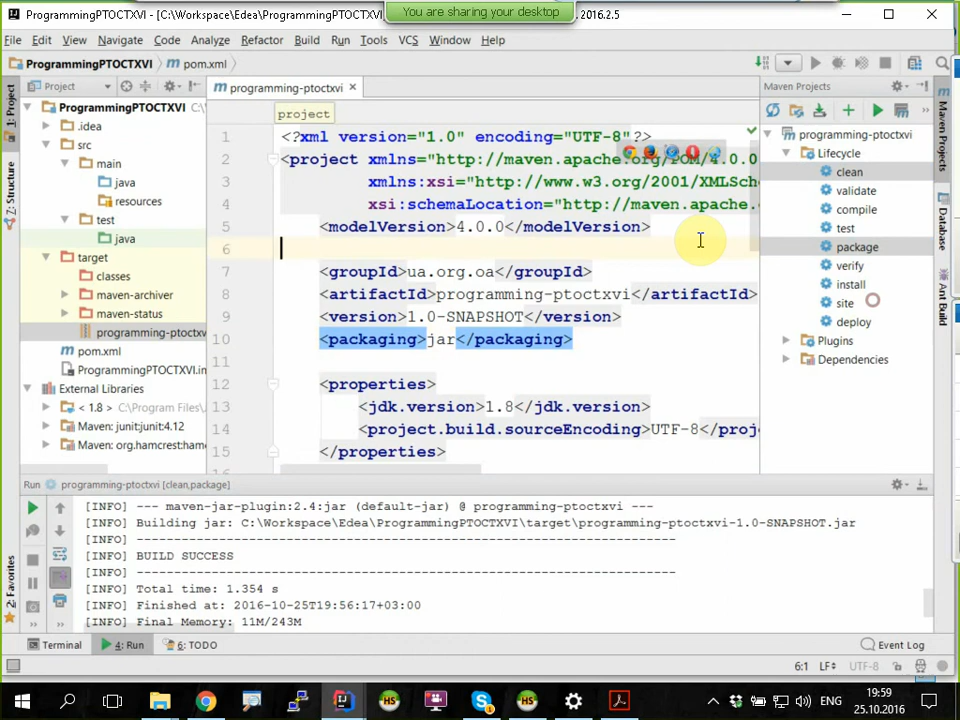 You are sharing your desktop
ProgrammingPTOCTXVI - [C:\Workspace\Edea\ProgrammingPTOCTXVI
2016.2.5
File Edit View Navigate Code Analyze Refactor Build Run Tools VCS Window Help
ProgrammingPTOCTXVI pom.xml
Project
programming-ptoctxvi
Maven Projects
ProgrammingPTOCTXVI
.idea
src
main
java
resources
test
java
target
classes
maven-archiver
maven-status
programming-ptoctxv
pom.xml
ProgrammingPTOCTXVI.in
External Libraries
< 1.8 > C:\Program Files\
Maven: junit:junit:4.12
Maven: org.hamcrest:ham
1: Project
Z: Structure
2: Favorites
project
1 <?xml version="1.0" encoding="UTF-8"?>
2 <project xmlns="http://maven.apache.org/POM/4.0.0
3 xmlns:xsi="http://www.w3.org/2001/XMLSch
4 xsi:schemaLocation="http://maven.apache.
5 <modelVersion>4.0.0</modelVersion>
6
7 <groupId>ua.org.oa</groupId>
8 <artifactId>programming-ptoctxvi</artifactId>
9 <version>1.0-SNAPSHOT</version>
10 <packaging>jar</packaging>
11
12 <properties>
13 <jdk.version>1.8</jdk.version>
14 <project.build.sourceEncoding>UTF-8</proj
15 </properties>
programming-ptoctxvi
Lifecycle
clean
validate
compile
test
package
verify
install
site
deploy
Plugins
Dependencies
Maven Projects
Database
Ant Build
Run programming-ptoctxvi [clean,package]
[INFO] --- maven-jar-plugin:2.4:jar (default-jar) @ programming-ptoctxvi ---
[INFO] Building jar: C:\Workspace\Edea\ProgrammingPTOCTXVI\target\programming-ptoctxvi-1.0-SNAPSHOT.jar
[INFO] ------------------------------------------------------------------------
[INFO] BUILD SUCCESS
[INFO] ------------------------------------------------------------------------
[INFO] Total time: 1.354 s
[INFO] Finished at: 2016-10-25T19:56:17+03:00
[INFO] Final Memory: 11M/243M
Terminal 4: Run 6: TODO Event Log
6:1 LF UTF-8
ENG
19:59
25.10.2016